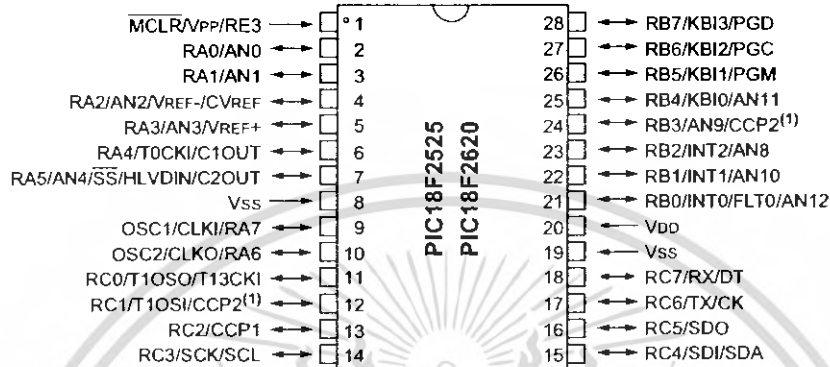 MCLR/VPP/RE3 1
RA0/AN0 2
RA1/AN1 3
RA2/AN2/VREF-/CVREF 4
RA3/AN3/VREF+ 5
RA4/T0CKI/C1OUT 6
RA5/AN4/SS/HLVDIN/C2OUT 7
VSS 8
OSC1/CLKI/RA7 9
OSC2/CLKO/RA6 10
RC0/T1OSO/T13CKI 11
RC1/T1OSI/CCP2(1) 12
RC2/CCP1 13
RC3/SCK/SCL 14
PIC18F2525
PIC18F2620
28 RB7/KBI3/PGD
27 RB6/KBI2/PGC
26 RB5/KBI1/PGM
25 RB4/KBI0/AN11
24 RB3/AN9/CCP2(1)
23 RB2/INT2/AN8
22 RB1/INT1/AN10
21 RB0/INT0/FLT0/AN12
20 VDD
19 VSS
18 RC7/RX/DT
17 RC6/TX/CK
16 RC5/SDO
15 RC4/SDI/SDA